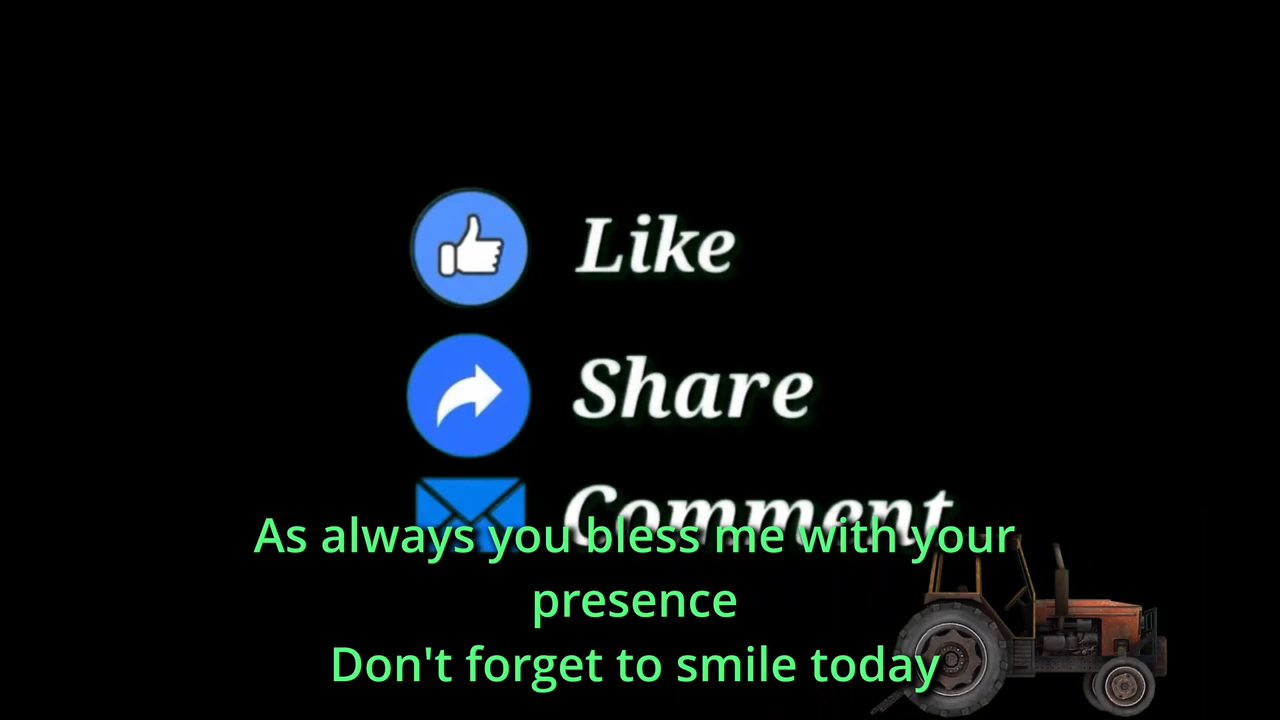 Like
Share
Comment
As always you bless me with your
presence
Don't forget to smile today